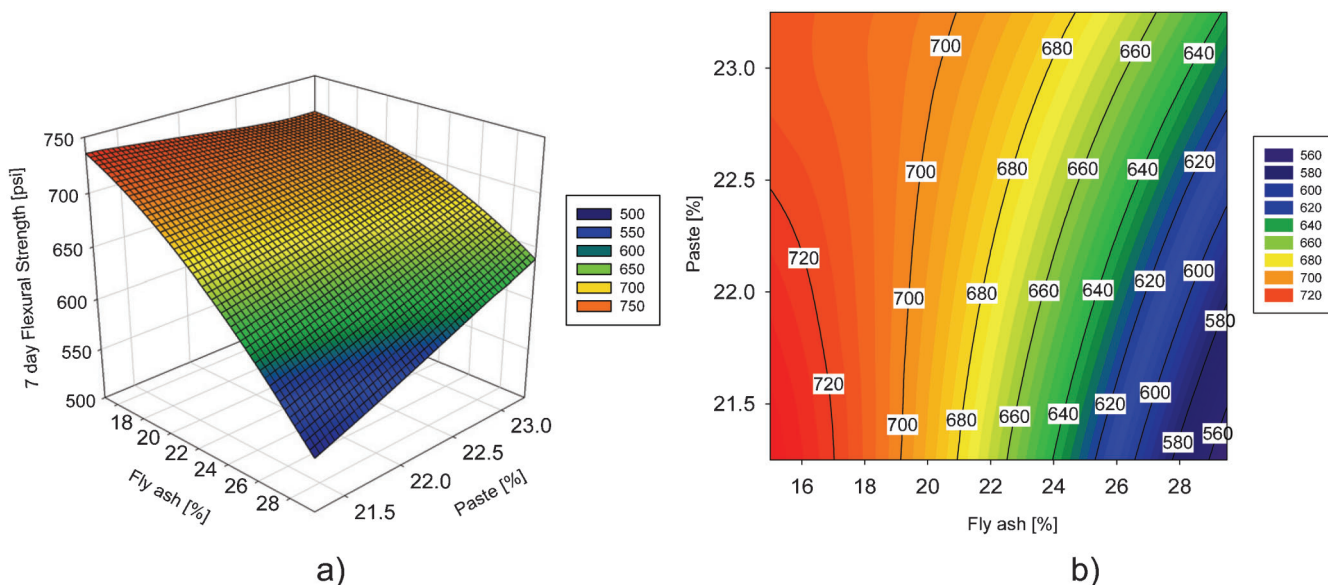 750
700
650
600
550
500
7 day Flexural Strength [psi]
18
20
22
24
26
28
Fly ash [%]
21.5
22.0
22.5
23.0
Paste [%]
500
550
600
650
700
750
a)
23.0
22.5
22.0
21.5
Paste [%]
700 680 660 640
700 680 660 640 620
720 700 680 660 640 620 600 580
720 700 680 660 640 620 600 580 560
16 18 20 22 24 26 28
Fly ash [%]
560
580
600
620
640
660
680
700
720
b)